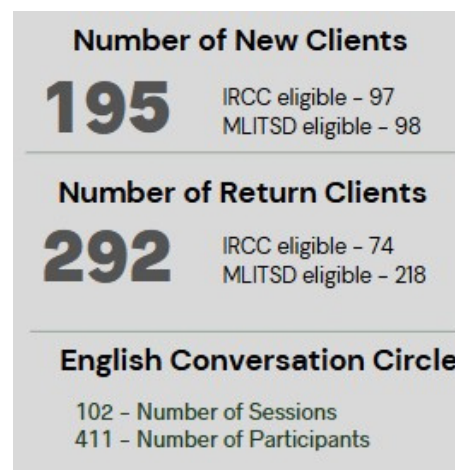 Number of New Clients
195
IRCC eligible – 97
MLITSD eligible – 98
Number of Return Clients
292
IRCC eligible – 74
MLITSD eligible – 218
English Conversation Circle
102 – Number of Sessions
411 – Number of Participants